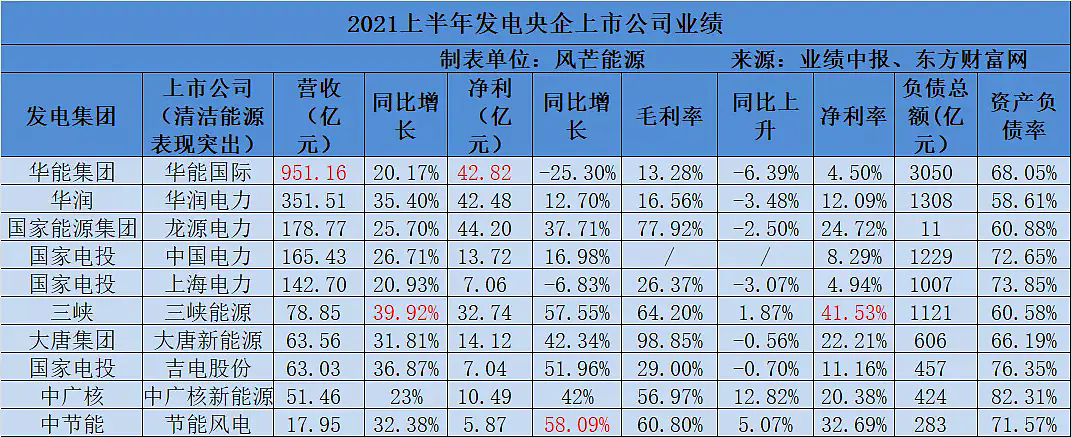 2021上半年发电央企上市公司业绩
制表单位：风芒能源 来源：业绩中报、东方财富网
发电集团 上市公司（清洁能源表现突出） 营收（亿元） 同比增长 净利（亿元） 同比增长 毛利率 同比上升 净利率 负债总额(亿元) 资产负债率
华能集团 华能国际 951.16 20.17% 42.82 -25.30% 13.28% -6.39% 4.50% 3050 68.05%
华润 华润电力 351.51 35.40% 42.48 12.70% 16.56% -3.48% 12.09% 1308 58.61%
国家能源集团 龙源电力 178.77 25.70% 44.20 37.71% 77.92% -2.50% 24.72% 11 60.88%
国家电投 中国电力 165.43 26.71% 13.72 16.98% / / 8.29% 1229 72.65%
国家电投 上海电力 142.70 20.93% 7.06 -6.83% 26.37% -3.07% 4.94% 1007 73.85%
三峡 三峡能源 78.85 39.92% 32.74 57.55% 64.20% 1.87% 41.53% 1121 60.58%
大唐集团 大唐新能源 63.56 31.81% 14.12 42.34% 98.85% -0.56% 22.21% 606 66.19%
国家电投 吉电股份 63.03 36.87% 7.04 51.96% 29.00% -0.70% 11.16% 457 76.35%
中广核 中广核新能源 51.46 23% 10.49 42% 56.97% 12.82% 20.38% 424 82.31%
中节能 节能风电 17.95 32.38% 5.87 58.09% 60.80% 5.07% 32.69% 283 71.57%